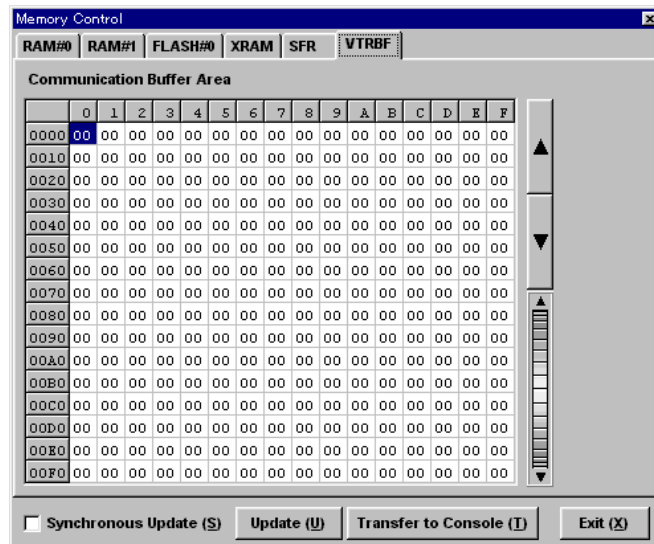 Memory Control
RAM#0 RAM#1 FLASH#0 XRAM SFR VTRBF
Communication Buffer Area
0 1 2 3 4 5 6 7 8 9 A B C D E F
0000 00 00 00 00 00 00 00 00 00 00 00 00 00 00 00 00
0010 00 00 00 00 00 00 00 00 00 00 00 00 00 00 00 00
0020 00 00 00 00 00 00 00 00 00 00 00 00 00 00 00 00
0030 00 00 00 00 00 00 00 00 00 00 00 00 00 00 00 00
0040 00 00 00 00 00 00 00 00 00 00 00 00 00 00 00 00
0050 00 00 00 00 00 00 00 00 00 00 00 00 00 00 00 00
0060 00 00 00 00 00 00 00 00 00 00 00 00 00 00 00 00
0070 00 00 00 00 00 00 00 00 00 00 00 00 00 00 00 00
0080 00 00 00 00 00 00 00 00 00 00 00 00 00 00 00 00
0090 00 00 00 00 00 00 00 00 00 00 00 00 00 00 00 00
00A0 00 00 00 00 00 00 00 00 00 00 00 00 00 00 00 00
00B0 00 00 00 00 00 00 00 00 00 00 00 00 00 00 00 00
00C0 00 00 00 00 00 00 00 00 00 00 00 00 00 00 00 00
00D0 00 00 00 00 00 00 00 00 00 00 00 00 00 00 00 00
00E0 00 00 00 00 00 00 00 00 00 00 00 00 00 00 00 00
00F0 00 00 00 00 00 00 00 00 00 00 00 00 00 00 00 00
Synchronous Update (S) Update (U) Transfer to Console (T) Exit (X)